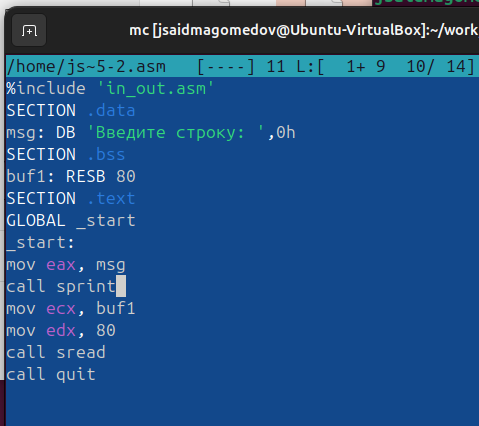 mc [jsaidmagomedov@Ubuntu-VirtualBox]:~/work
/home/js~5-2.asm   [----] 11 L:[  1+ 9  10/ 14]
%include 'in_out.asm'
SECTION .data
msg: DB 'Введите строку: ',0h
SECTION .bss
buf1: RESB 80
SECTION .text
GLOBAL _start
_start:
mov eax, msg
call sprint
mov ecx, buf1
mov edx, 80
call sread
call quit